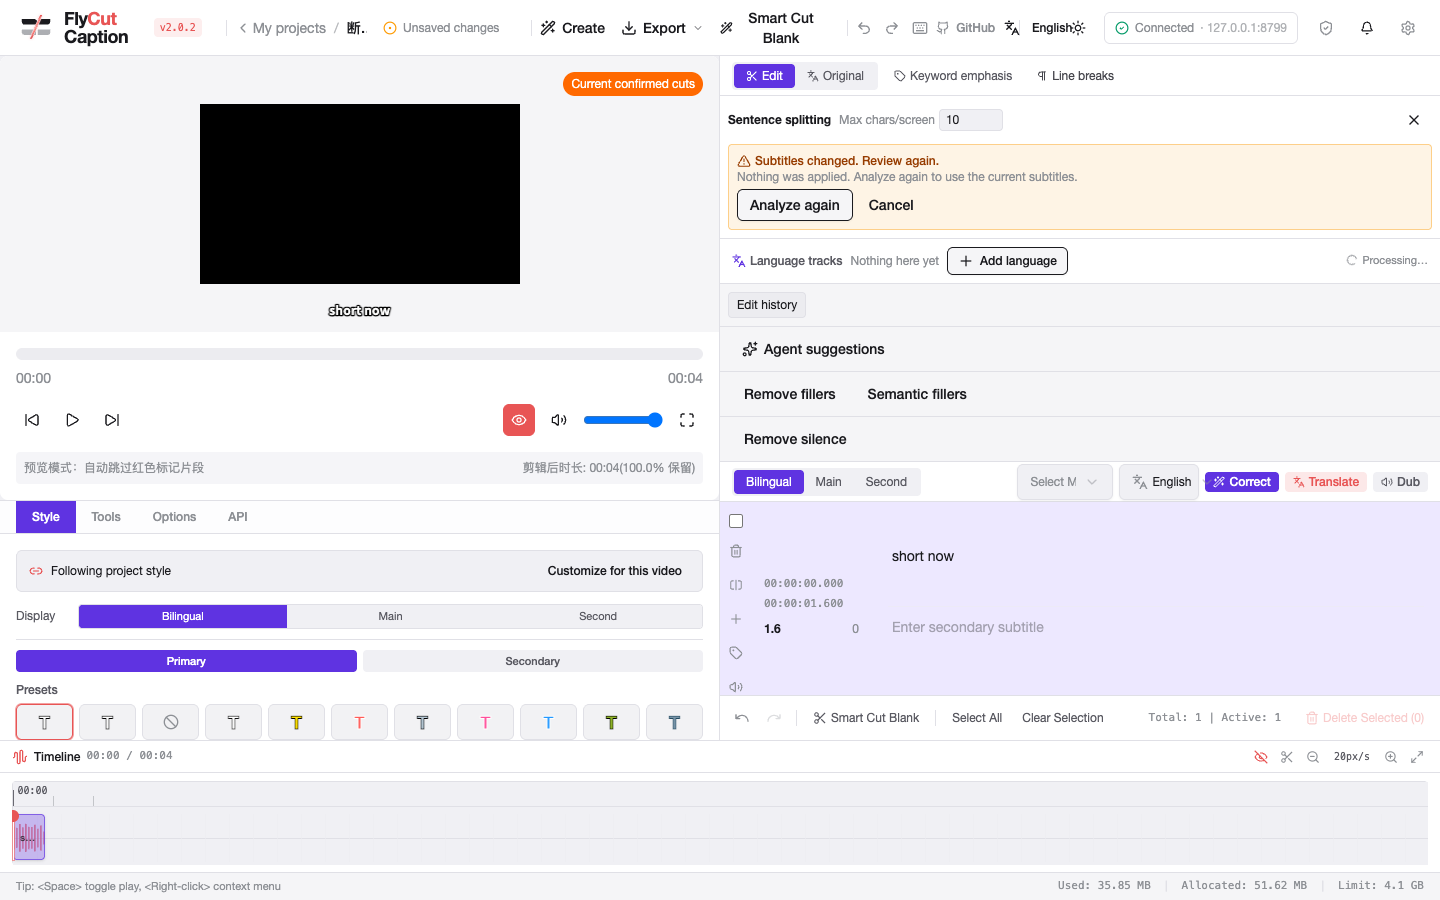 FlyCut Caption
v2.0.2
My projects / 断.
Unsaved changes
Create
Export
Smart Cut Blank
GitHub
English
Connected · 127.0.0.1:8799
Current confirmed cuts
short now
00:00
00:04
预览模式：自动跳过红色标记片段
剪辑后时长: 00:04(100.0% 保留)
Style
Tools
Options
API
Following project style
Customize for this video
Display
Bilingual
Main
Second
Primary
Secondary
Presets
T T T T T T T T T T
Edit
Original
Keyword emphasis
Line breaks
Sentence splitting
Max chars/screen
10
Subtitles changed. Review again.
Nothing was applied. Analyze again to use the current subtitles.
Analyze again
Cancel
Language tracks
Nothing here yet
Add language
Processing...
Edit history
Agent suggestions
Remove fillers
Semantic fillers
Remove silence
Bilingual
Main
Second
Select M
English
Correct
Translate
Dub
short now
00:00:00.000
00:00:01.600
1.6
0
Enter secondary subtitle
Smart Cut Blank
Select All
Clear Selection
Total: 1 | Active: 1
Delete Selected (0)
Timeline
00:00 / 00:04
20px/s
00:00
s...
Tip: <Space> toggle play, <Right-click> context menu
Used: 35.85 MB
Allocated: 51.62 MB
Limit: 4.1 GB